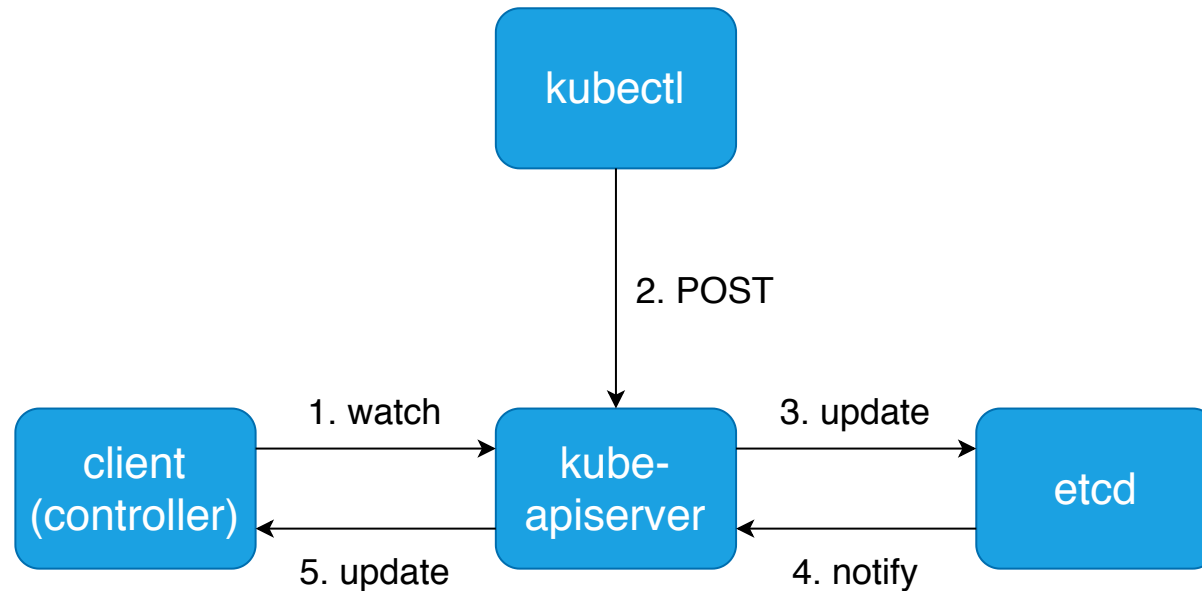 kubectl
2. POST
1. watch
3. update
client
(controller)
kube-
apiserver
etcd
5. update
4. notify